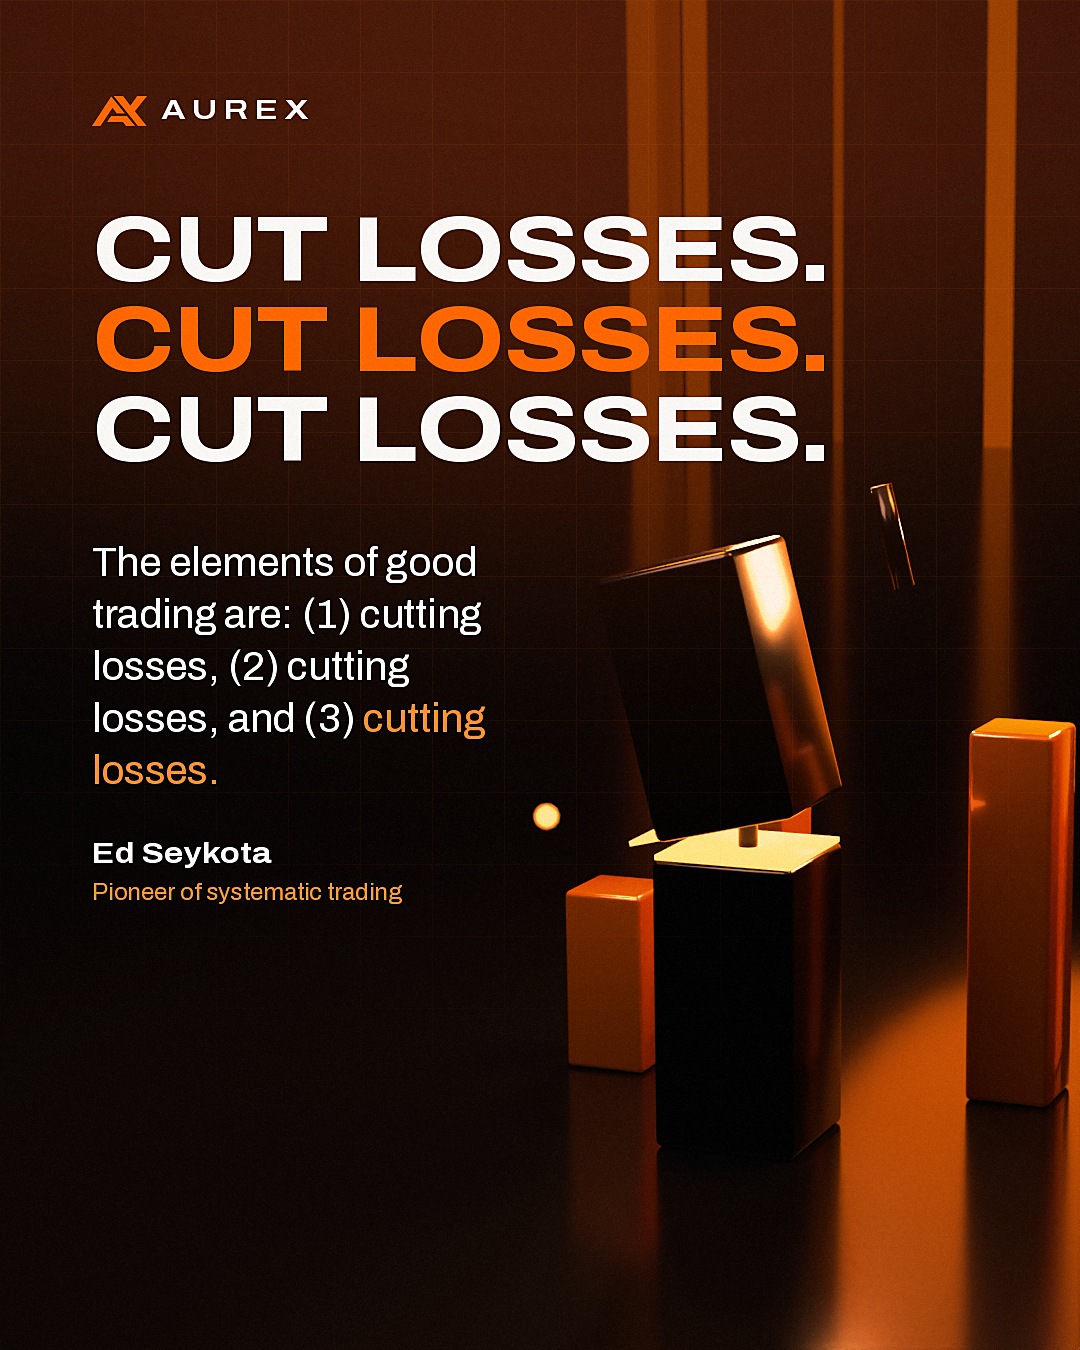 AUREX
CUT LOSSES.
CUT LOSSES.
CUT LOSSES.
The elements of good
trading are: (1) cutting
losses, (2) cutting
losses, and (3) cutting
losses.
Ed Seykota
Pioneer of systematic trading